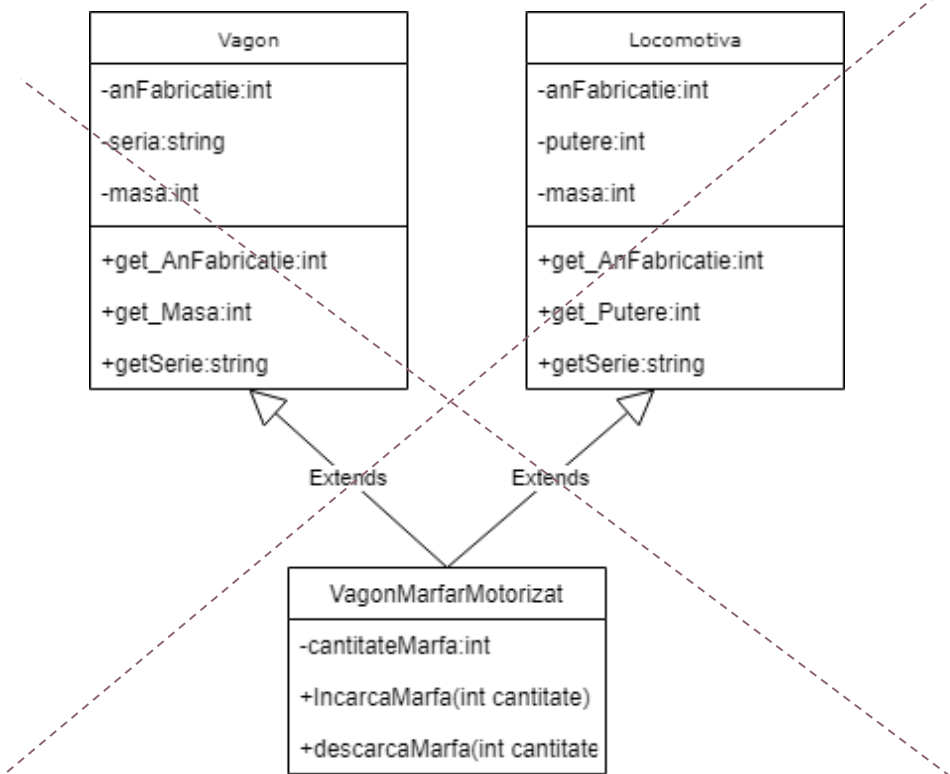 Vagon
-anFabricatie:int
-seria:string
-masa:int
+get_AnFabricatie:int
+get_Masa:int
+getSerie:string
Locomotiva
-anFabricatie:int
-putere:int
-masa:int
+get_AnFabricatie:int
+get_Putere:int
+getSerie:string
Extends
Extends
VagonMarfarMotorizat
-cantitateMarfa:int
+IncarcaMarfa(int cantitate)
+descarcaMarfa(int cantitate